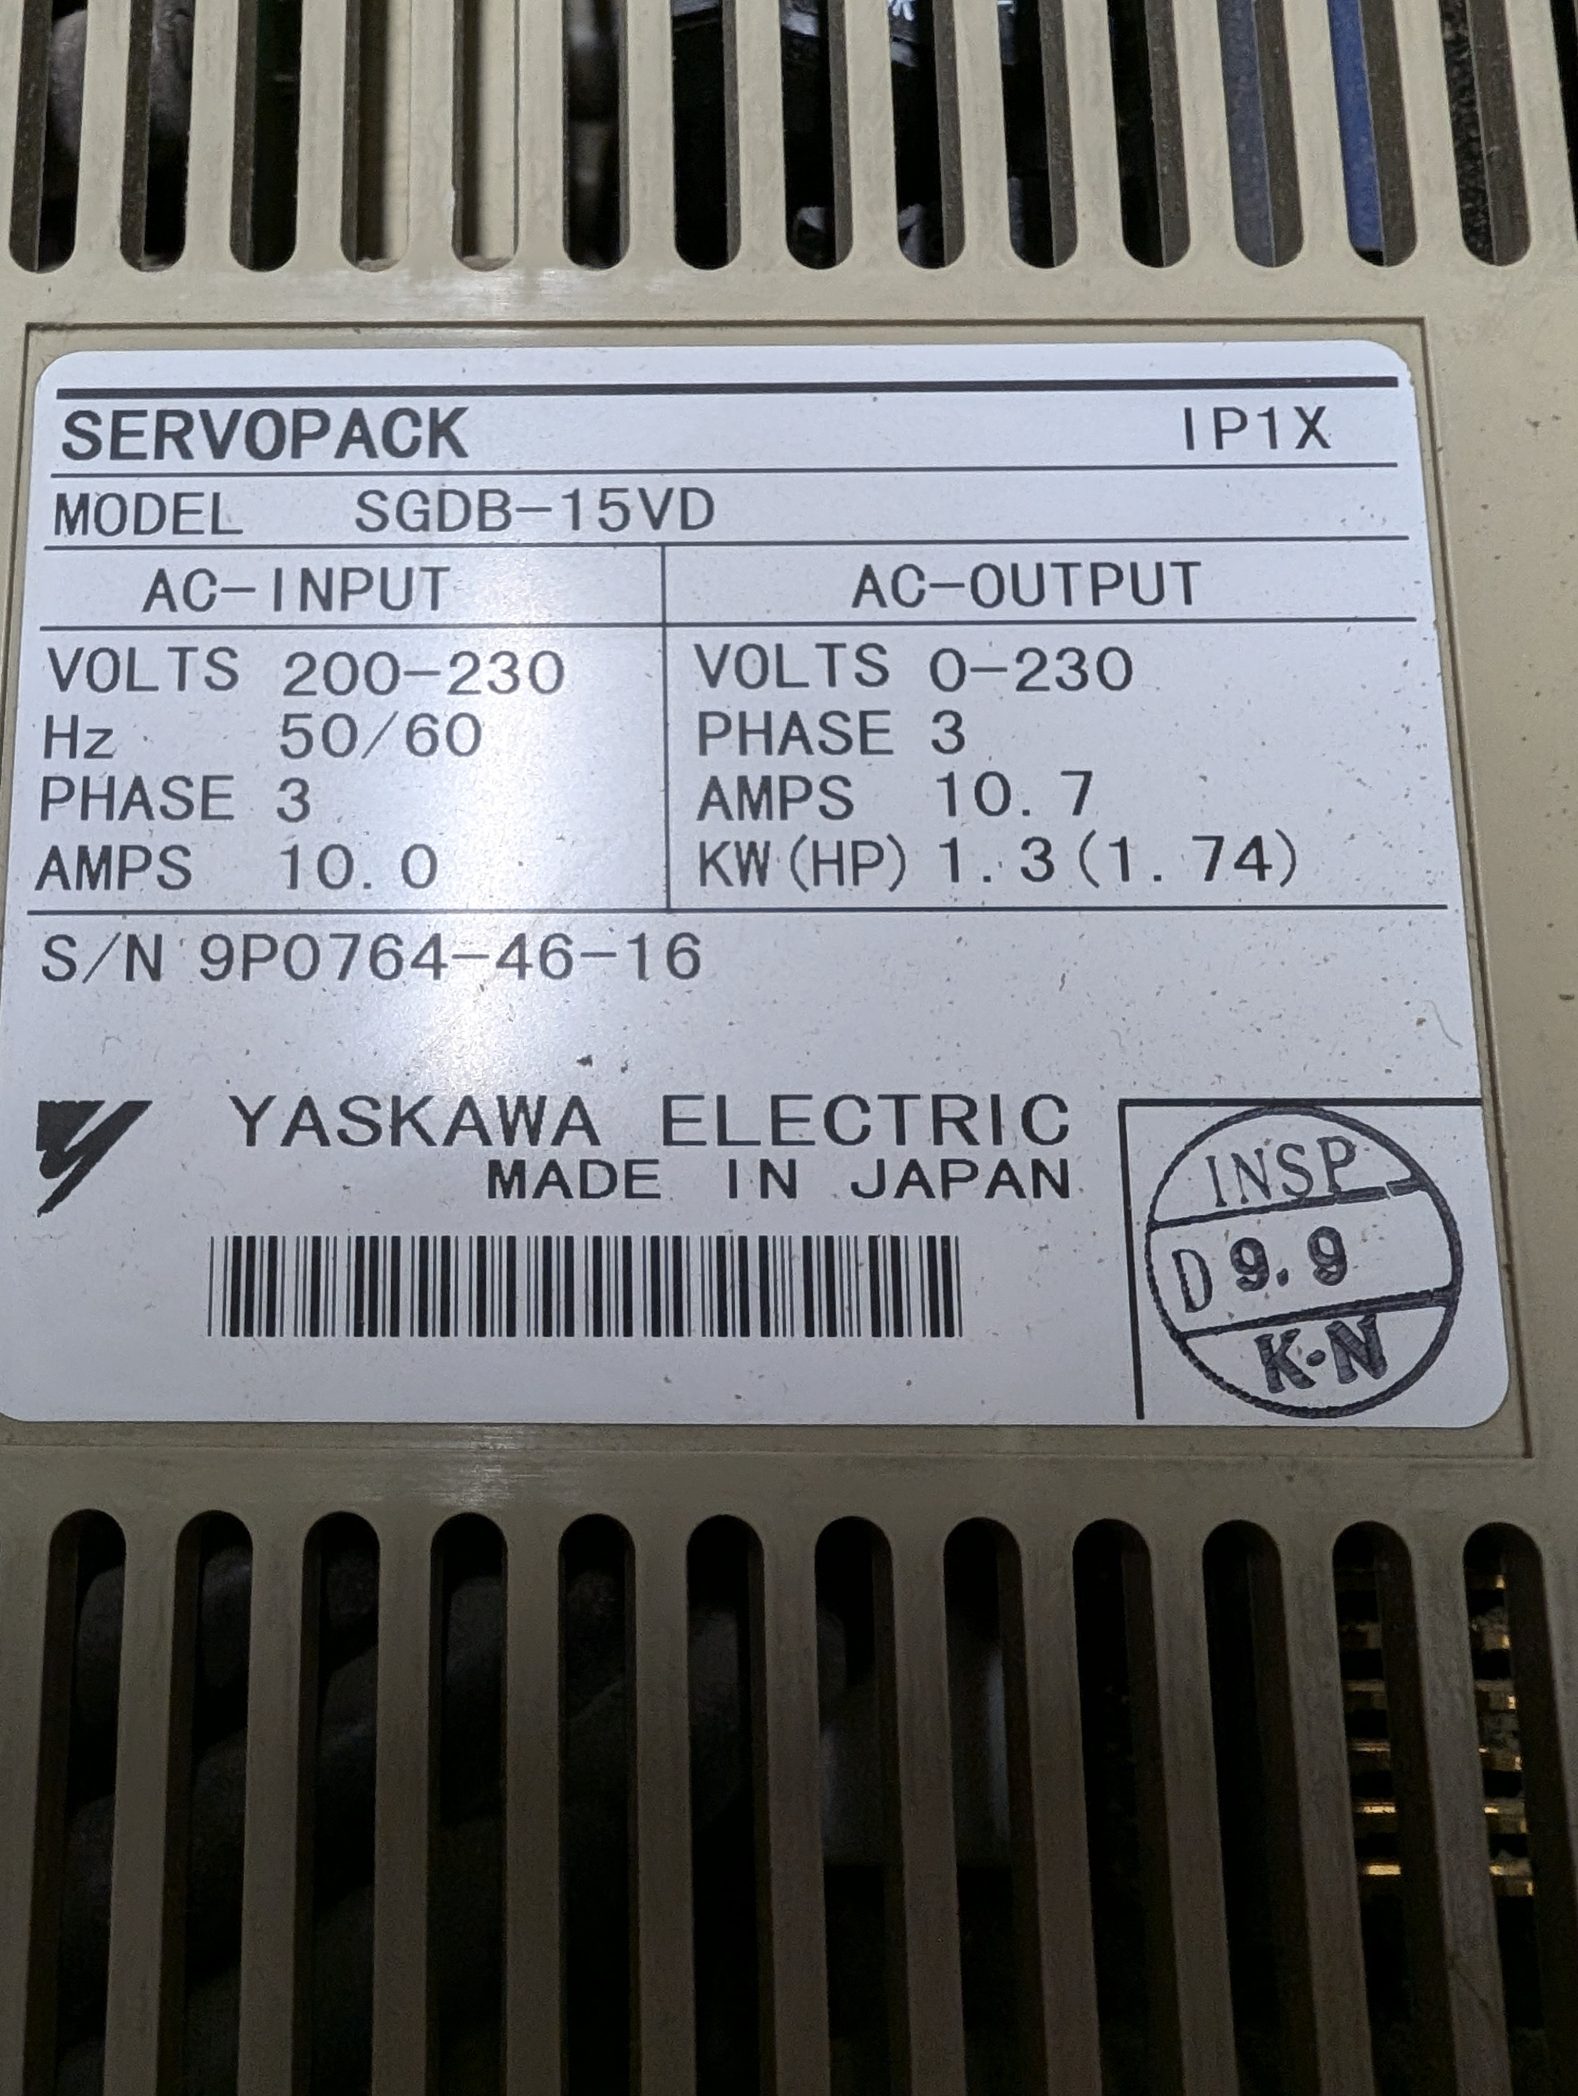 SERVOPACK IP1X
MODEL SGDB-15VD
AC-INPUT AC-OUTPUT
VOLTS 200-230 VOLTS 0-230
Hz 50/60 PHASE 3
PHASE 3 AMPS 10.7
AMPS 10.0 KW(HP) 1.3(1.74)
S/N 9P0764-46-16
YASKAWA ELECTRIC
MADE IN JAPAN
INSP
D 9.9
K·N